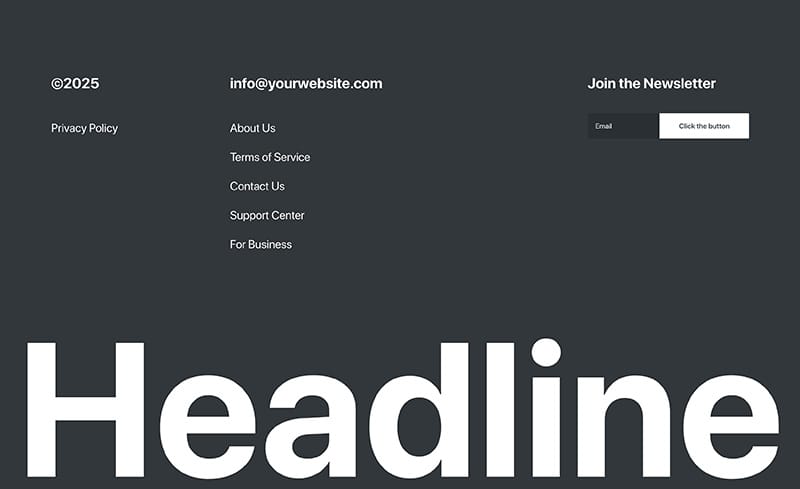 ©2025
Privacy Policy
info@yourwebsite.com
About Us
Terms of Service
Contact Us
Support Center
For Business
Join the Newsletter
Email
Click the button
Headline